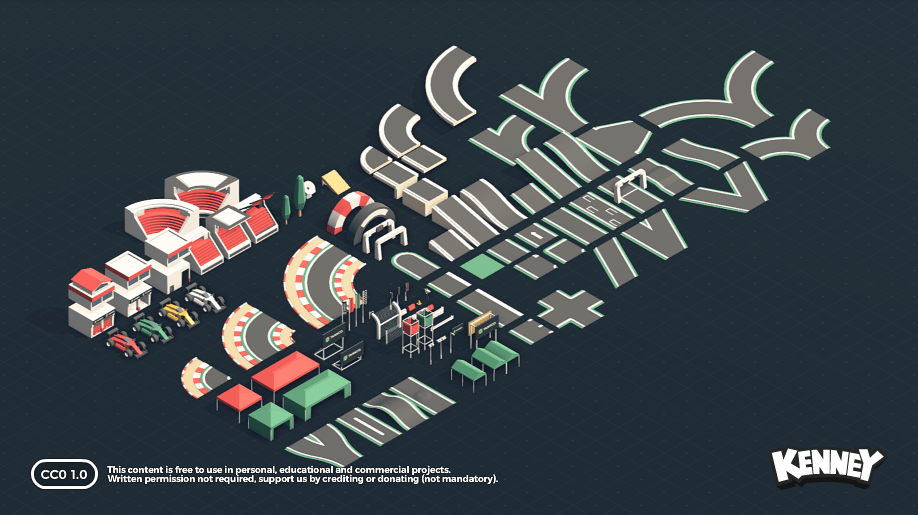 CC0 1.0
This content is free to use in personal, educational and commercial projects.
Written permission not required, support us by crediting or donating (not mandatory).
KENNEY